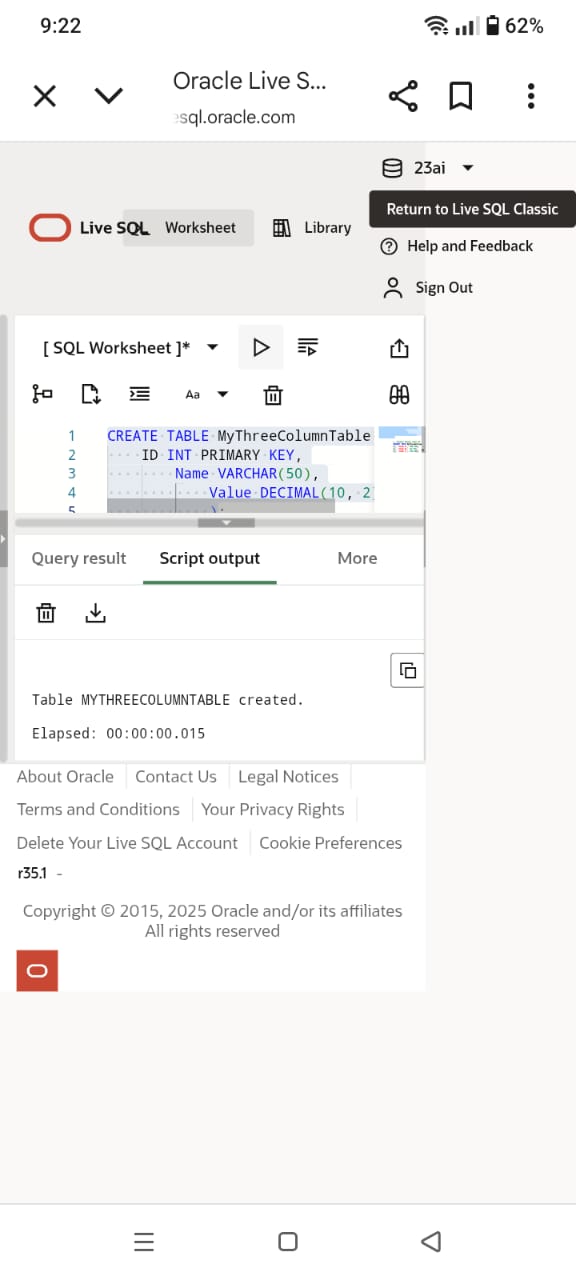 9:22
62%
Oracle Live S...
sql.oracle.com
23ai
Return to Live SQL Classic
Live SQL
Worksheet
Library
Help and Feedback
Sign Out
[ SQL Worksheet ]*
Aa
1 CREATE TABLE MyThreeColumnTable
2 ID INT PRIMARY KEY,
3 Name VARCHAR(50),
4 Value DECIMAL(10, 2
5 );
Query result
Script output
More
Table MYTHREECOLUMNTABLE created.
Elapsed: 00:00:00.015
About Oracle
Contact Us
Legal Notices
Terms and Conditions
Your Privacy Rights
Delete Your Live SQL Account
Cookie Preferences
r35.1 -
Copyright © 2015, 2025 Oracle and/or its affiliates
All rights reserved